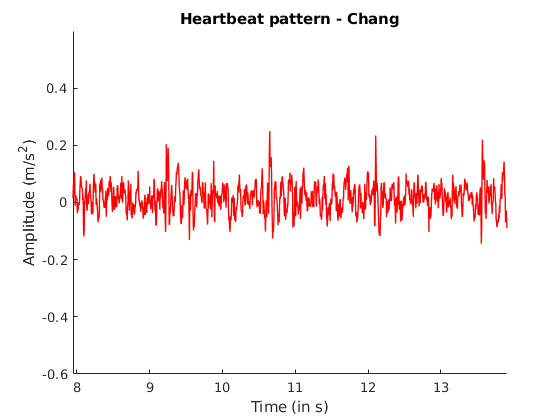 Heartbeat pattern - Chang
Amplitude (m/s²)
0.4
0.2
0
-0.2
-0.4
-0.6
8 9 10 11 12 13
Time (in s)